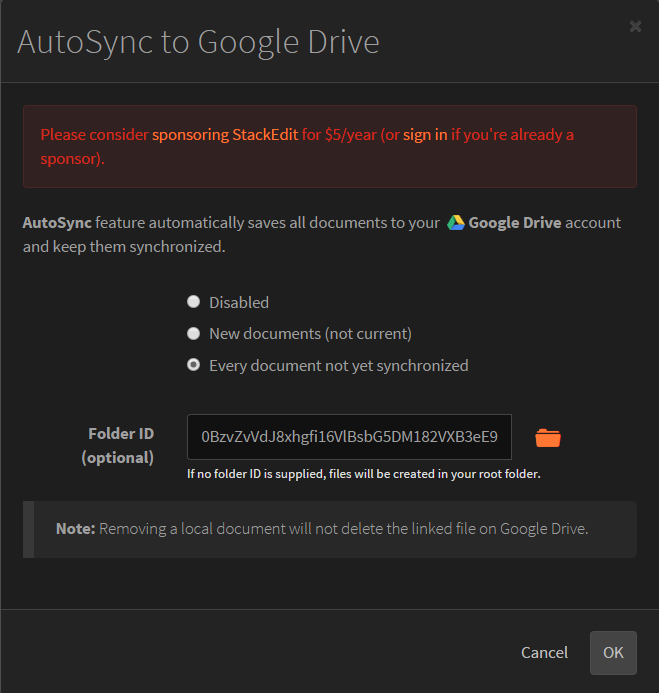 AutoSync to Google Drive
Please consider sponsoring StackEdit for $5/year (or sign in if you're already a
sponsor).
AutoSync feature automatically saves all documents to your Google Drive account
and keep them synchronized.
Disabled
New documents (not current)
Every document not yet synchronized
Folder ID
(optional)
0BzvZvVdJ8xhgfi16VlBsbG5DM182VXB3eE9
If no folder ID is supplied, files will be created in your root folder.
Note: Removing a local document will not delete the linked file on Google Drive.
Cancel
OK